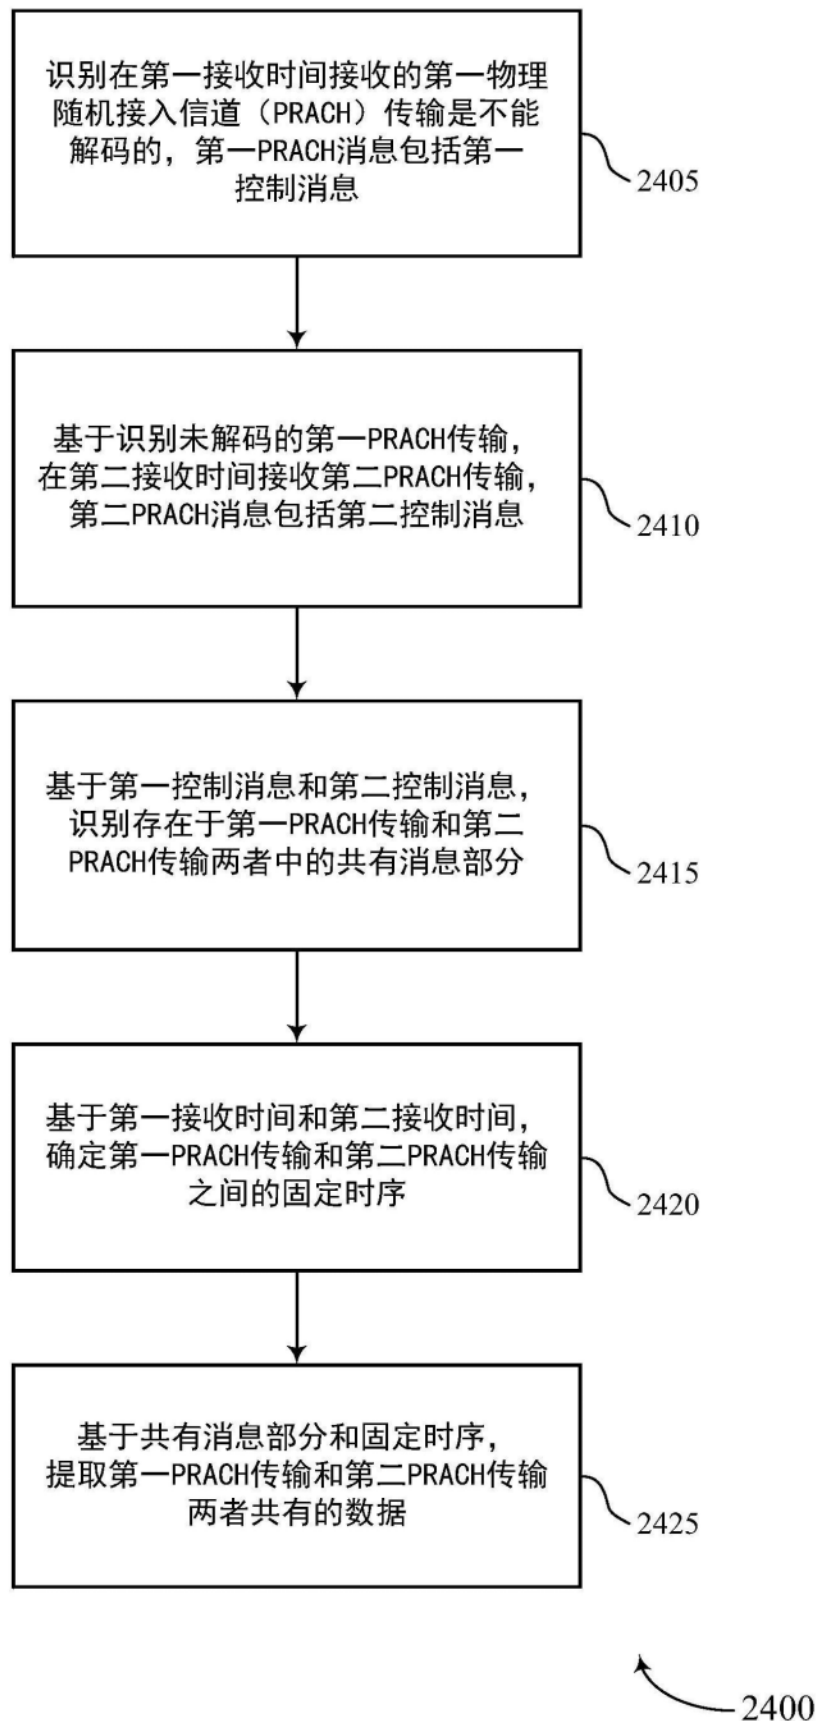 识别在第一接收时间接收的第一物理
随机接入信道（PRACH）传输是不能
解码的，第一PRACH消息包括第一
控制消息
2405
基于识别未解码的第一PRACH传输，
在第二接收时间接收第二PRACH传输，
第二PRACH消息包括第二控制消息
2410
基于第一控制消息和第二控制消息，
识别存在于第一PRACH传输和第二
PRACH传输两者中的共有消息部分
2415
基于第一接收时间和第二接收时间，
确定第一PRACH传输和第二PRACH传输
之间的固定时序
2420
基于共有消息部分和固定时序，
提取第一PRACH传输和第二PRACH传输
两者共有的数据
2425
2400